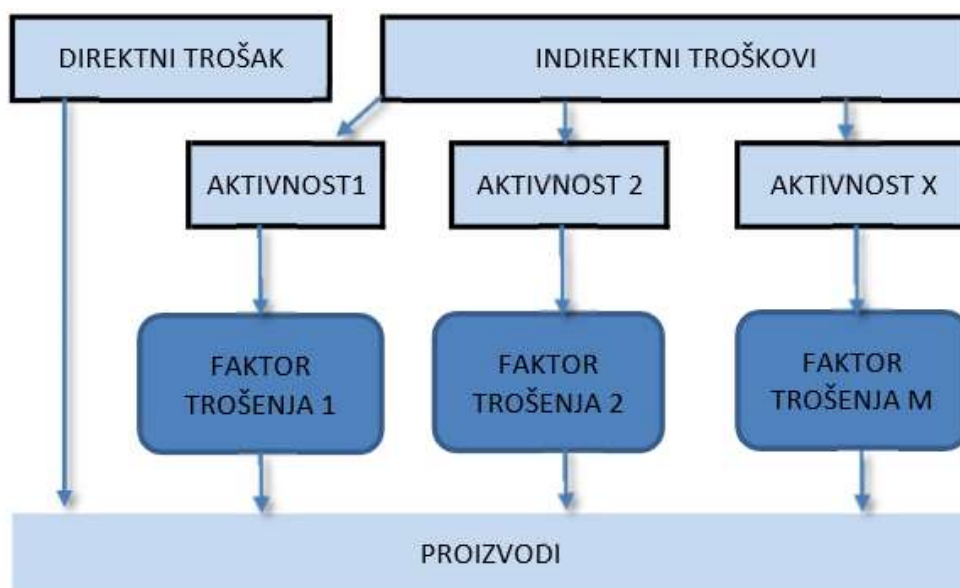 DIREKTNI TROŠAK
INDIREKTNI TROŠKOVI
AKTIVNOST1
AKTIVNOST 2
AKTIVNOST X
FAKTOR
TROŠENJA 1
FAKTOR
TROŠENJA 2
FAKTOR
TROŠENJA M
PROIZVODI